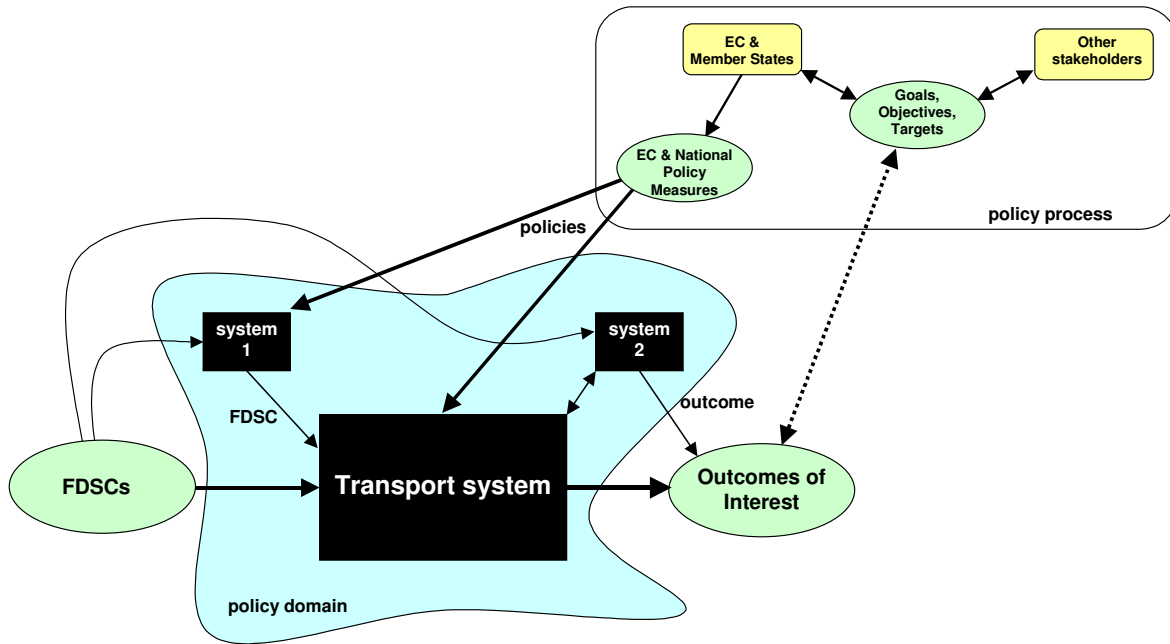 EC &
Member States
Other
stakeholders
Goals,
Objectives,
Targets
EC & National
Policy
Measures
policy process
policies
system
1
system
2
FDSC
outcome
FDSCs
Transport system
Outcomes of
Interest
policy domain